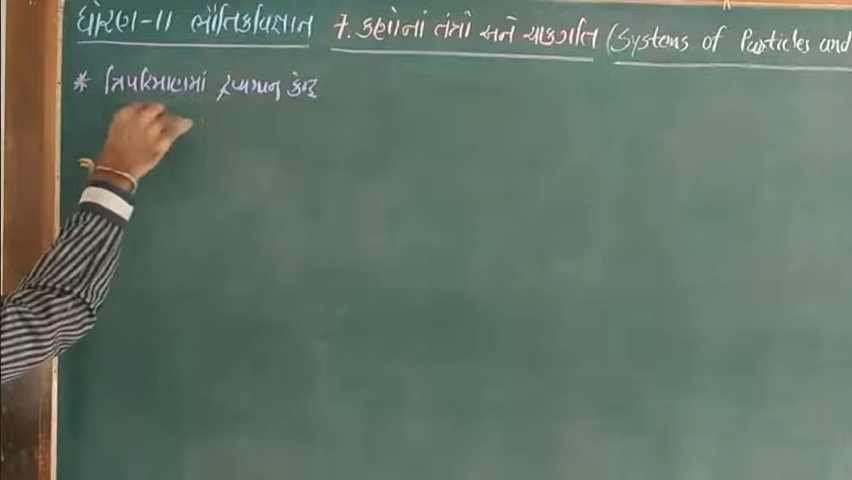 ધોરણ-11 ભૌતિકવિજ્ઞાન 7. કણોનાં તંત્રો અને ચાકગતિ (Systems of Particles and
* ત્રિપરિમાણમાં દ્રવ્યમાન કેન્દ્ર